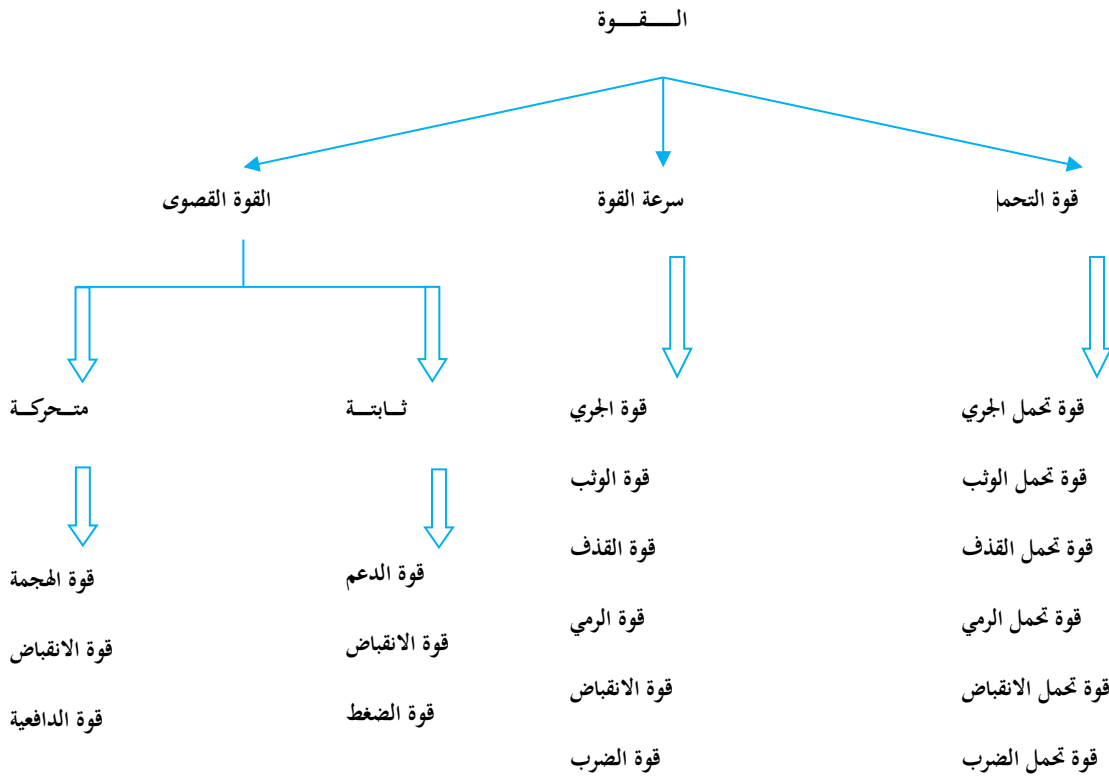 الـــقـــوة
قوة التحمل
سرعة القوة
القوة القصوى
قوة تحمل الجري
قوة تحمل الوثب
قوة تحمل القذف
قوة تحمل الرمي
قوة تحمل الانقباض
قوة تحمل الضرب
قوة الجري
قوة الوثب
قوة القذف
قوة الرمي
قوة الانقباض
قوة الضرب
ثــابتــة
قوة الدعم
قوة الانقباض
قوة الضغط
متــحركــة
قوة الهجمة
قوة الانقباض
قوة الدافعية